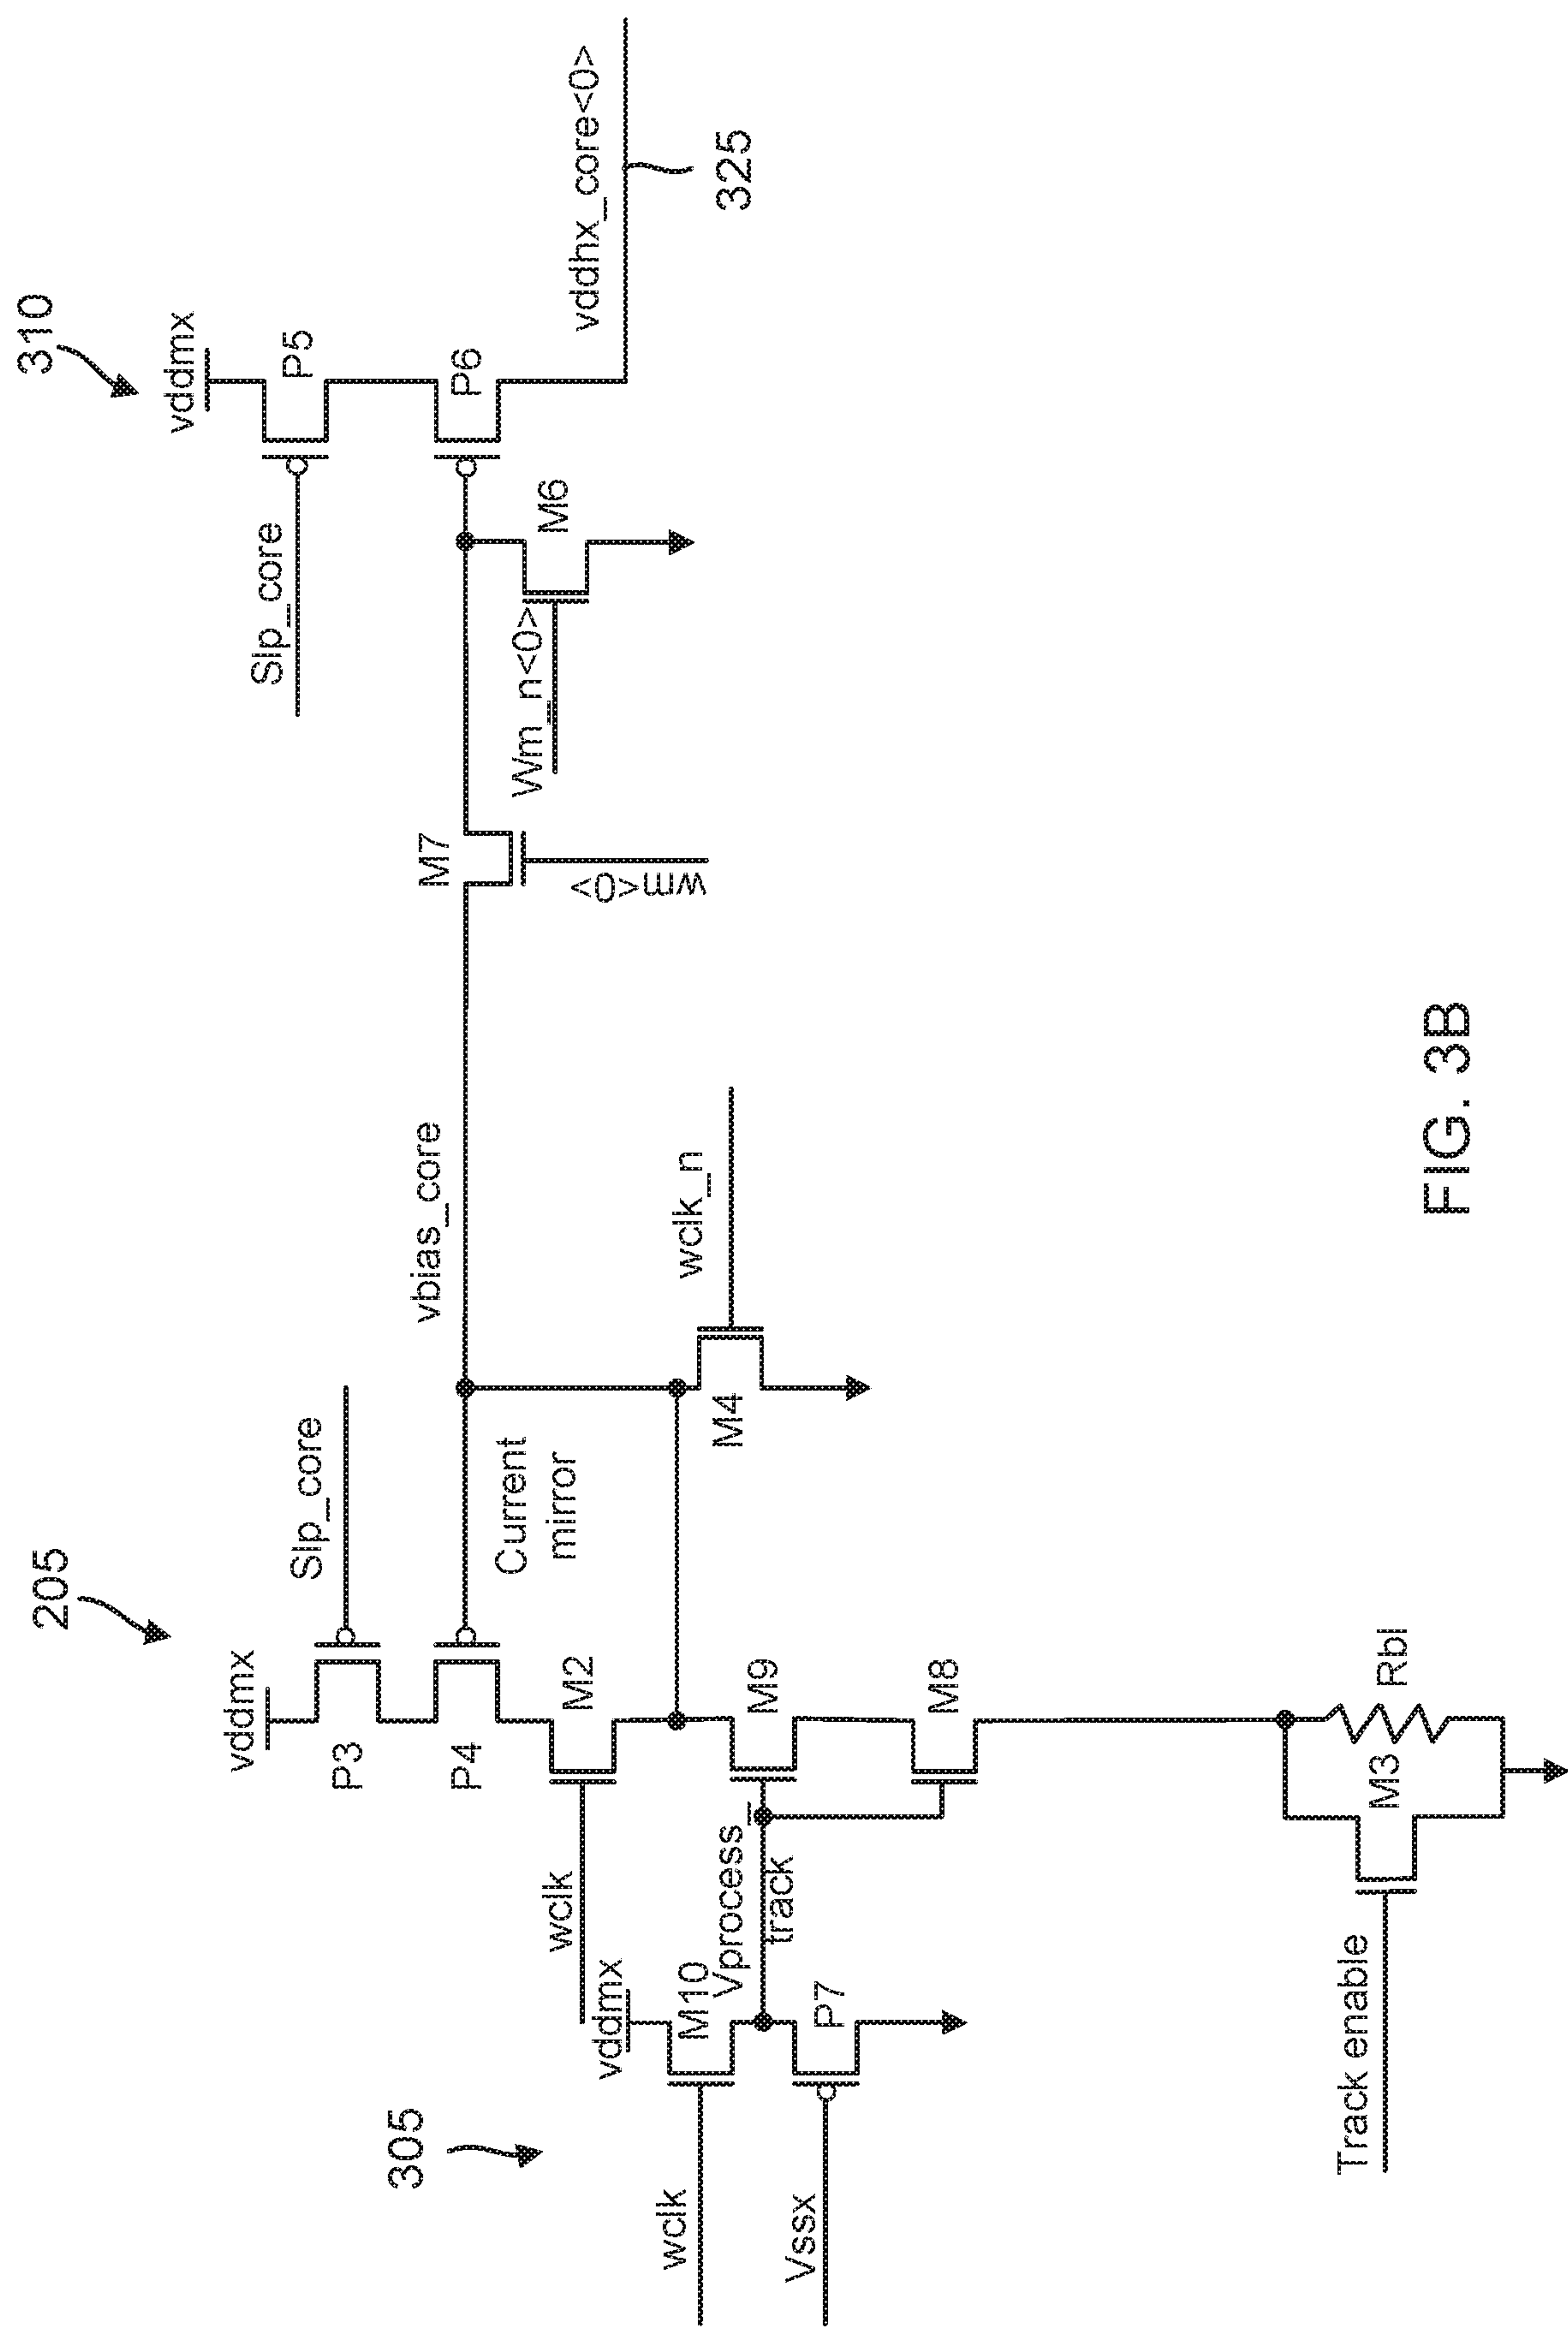 305
wclk
Vssx
vddmx
M10
P7
Vprocess_
track
wclk
Track enable
205
vddmx
P3
P4
M2
M9
M8
M3
Rbl
Slp_core
Current
mirror
M4
wclk_n
vbias_core
M7
wm<0>
Wm_n<0>
M6
Slp_core
310
vddmx
P5
P6
vddhx_core<0>
325
FIG. 3B